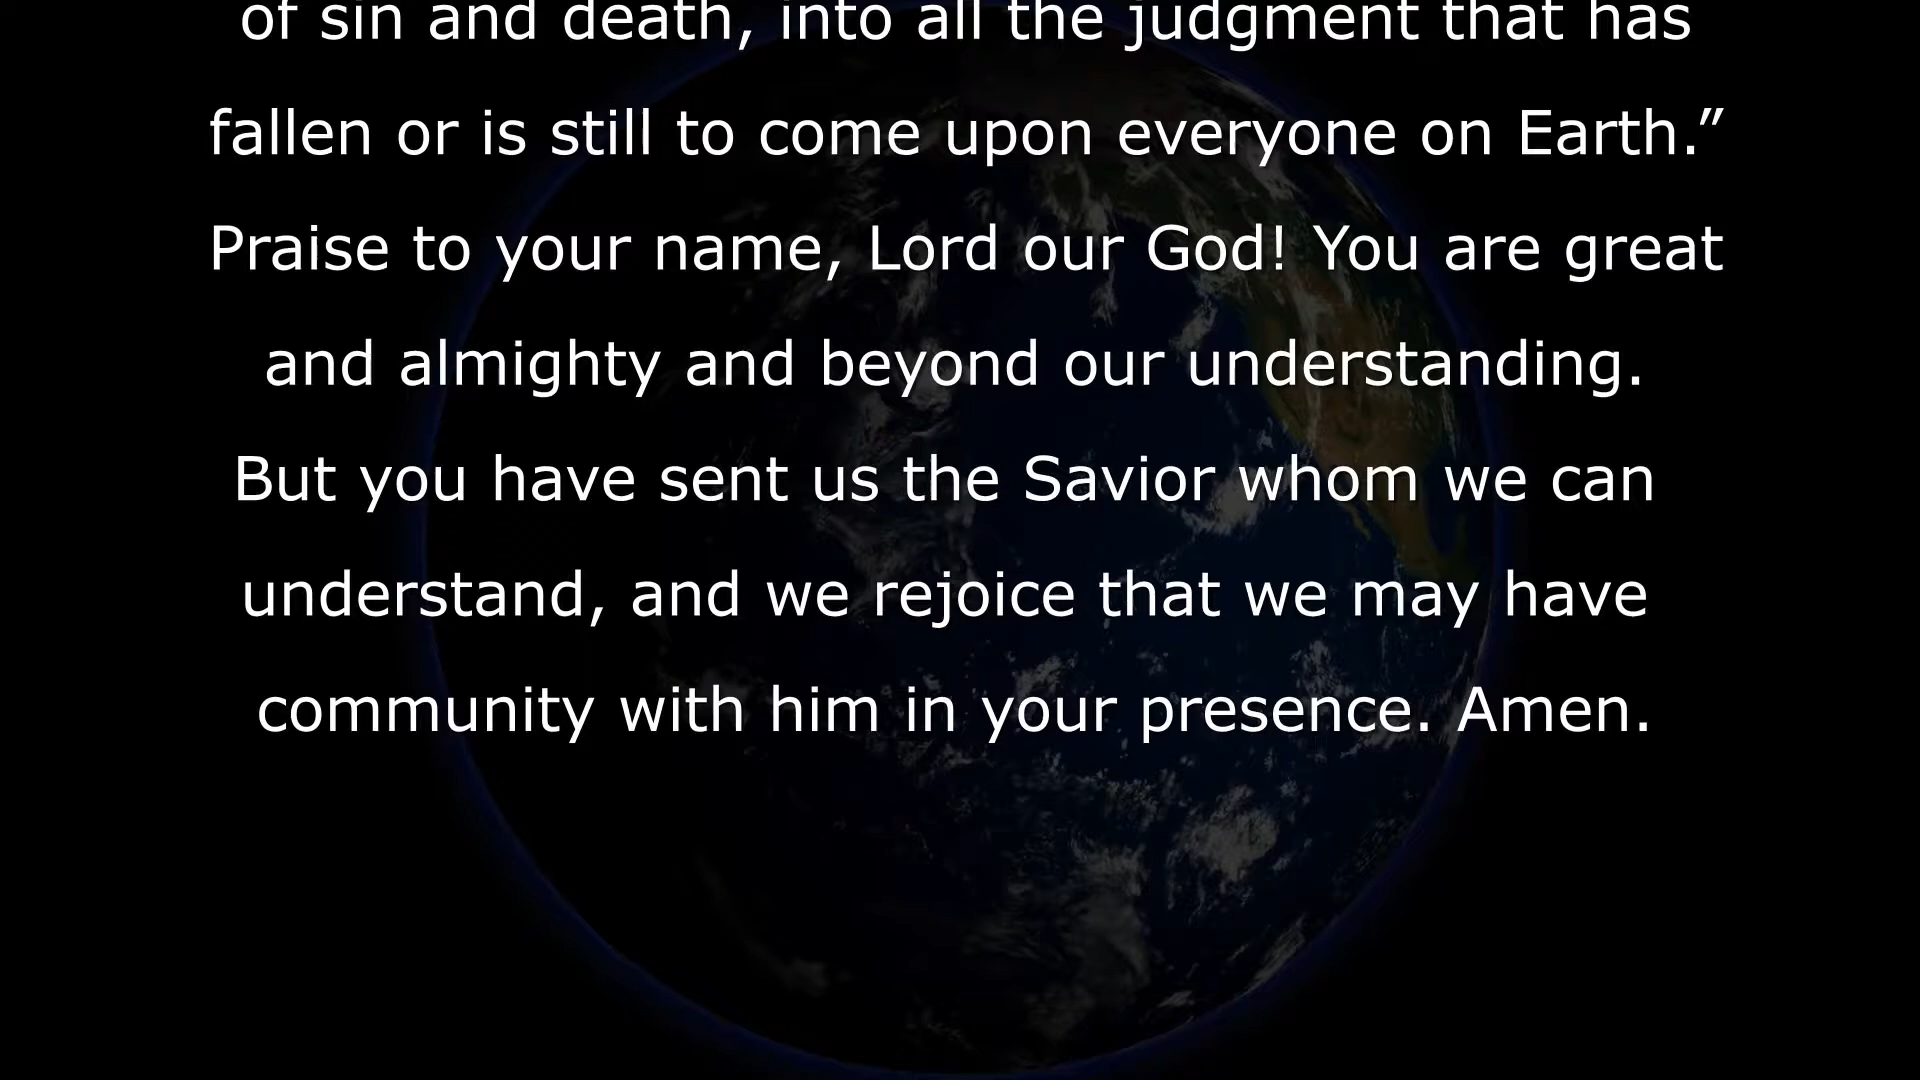 of sin and death, into all the judgment that has
fallen or is still to come upon everyone on Earth.”
Praise to your name, Lord our God! You are great
and almighty and beyond our understanding.
But you have sent us the Savior whom we can
understand, and we rejoice that we may have
community with him in your presence. Amen.